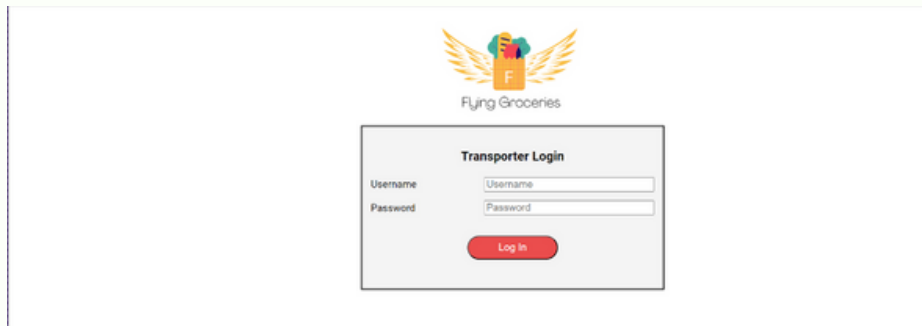 F
Flying Groceries
Transporter Login
Username Username
Password Password
Log In